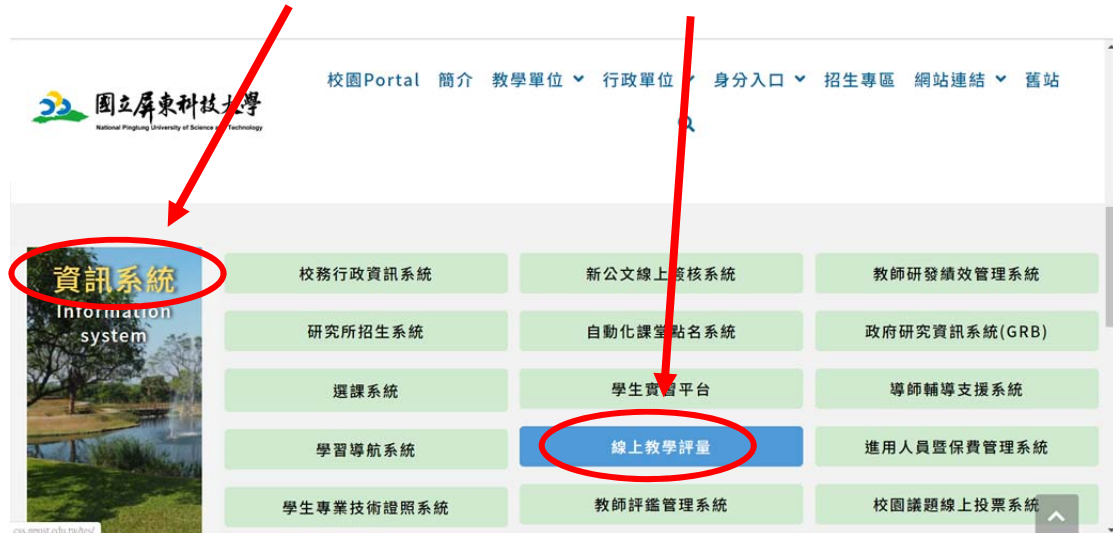 校園Portal 簡介 教學單位 行政單位 身分入口 招生專區 網站連結 舊站
國立屏東科技大學
National Pingtung University of Science and Technology
資訊系統
Information
system
校務行政資訊系統 新公文線上簽核系統 教師研發績效管理系統
研究所招生系統 自動化課堂點名系統 政府研究資訊系統(GRB)
選課系統 學生實習平台 導師輔導支援系統
學習導航系統 線上教學評量 進用人員暨保費管理系統
學生專業技術證照系統 教師評鑑管理系統 校園議題線上投票系統